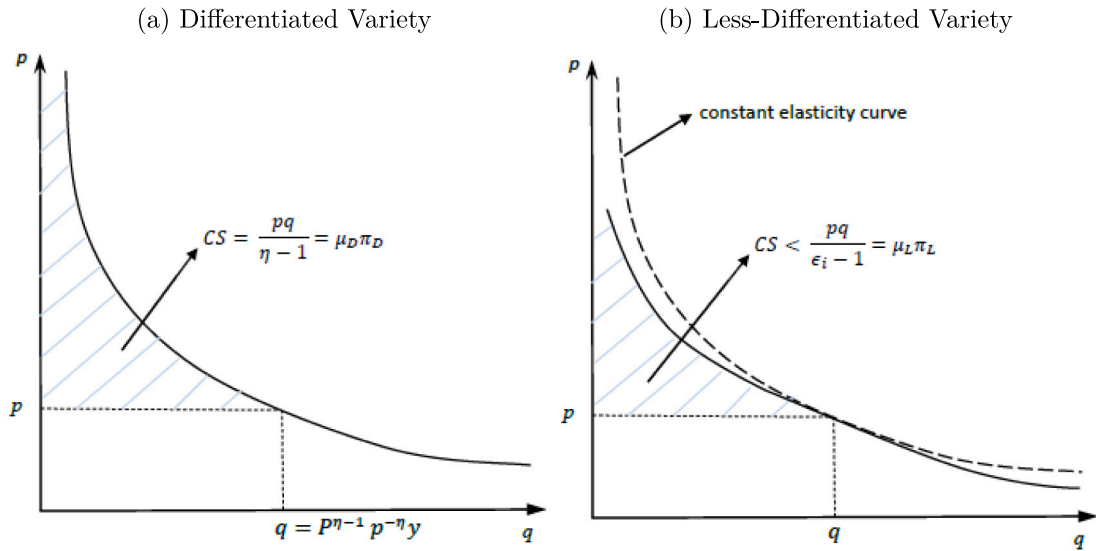 (a) Differentiated Variety
p
CS = pq / (η − 1) = μ_D π_D
p
q = P^{η−1} p^{−η} y
q
(b) Less-Differentiated Variety
p
constant elasticity curve
CS < pq / (ϵ_i − 1) = μ_L π_L
p
q
q